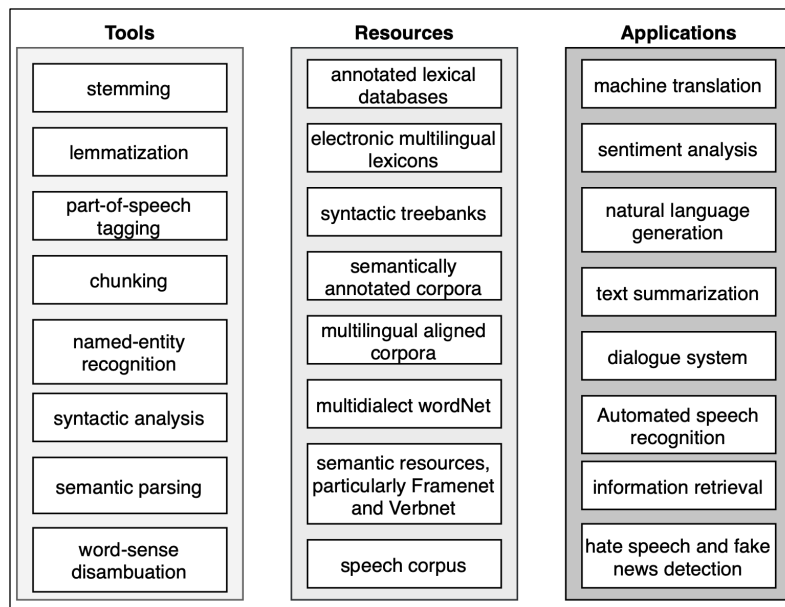 Tools
stemming
lemmatization
part-of-speech
tagging
chunking
named-entity
recognition
syntactic analysis
semantic parsing
word-sense
disambuation
Resources
annotated lexical
databases
electronic multilingual
lexicons
syntactic treebanks
semantically
annotated corpora
multilingual aligned
corpora
multidialect wordNet
semantic resources,
particularly Framenet
and Verbnet
speech corpus
Applications
machine translation
sentiment analysis
natural language
generation
text summarization
dialogue system
Automated speech
recognition
information retrieval
hate speech and fake
news detection